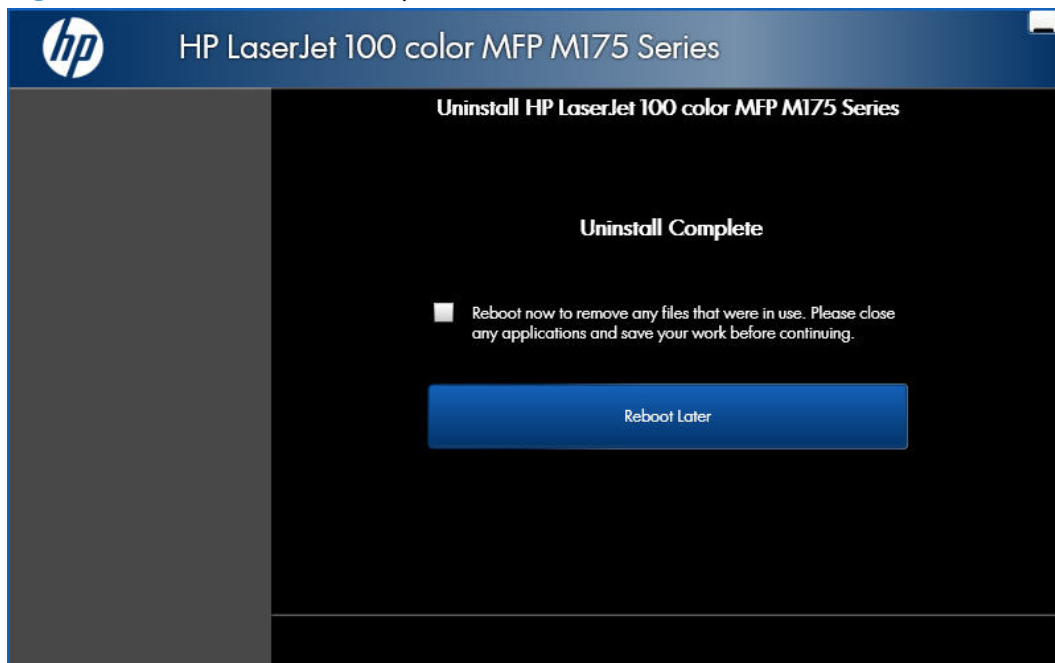 hp
HP LaserJet 100 color MFP M175 Series
Uninstall HP LaserJet 100 color MFP M175 Series
Uninstall Complete
Reboot now to remove any files that were in use. Please close
any applications and save your work before continuing.
Reboot Later